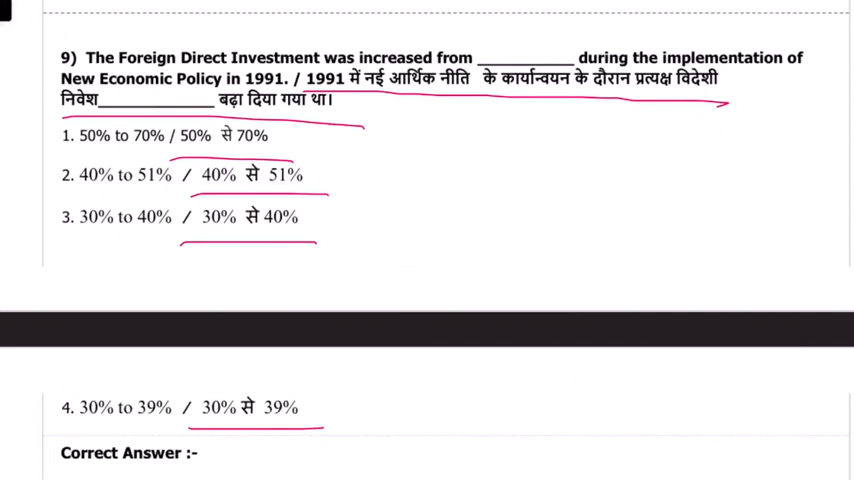 9) The Foreign Direct Investment was increased from __________ during the implementation of
New Economic Policy in 1991. / 1991 में नई आर्थिक नीति के कार्यान्वयन के दौरान प्रत्यक्ष विदेशी
निवेश____________ बढ़ा दिया गया था।
1. 50% to 70% / 50% से 70%
2. 40% to 51% / 40% से 51%
3. 30% to 40% / 30% से 40%
4. 30% to 39% / 30% से 39%
Correct Answer :-